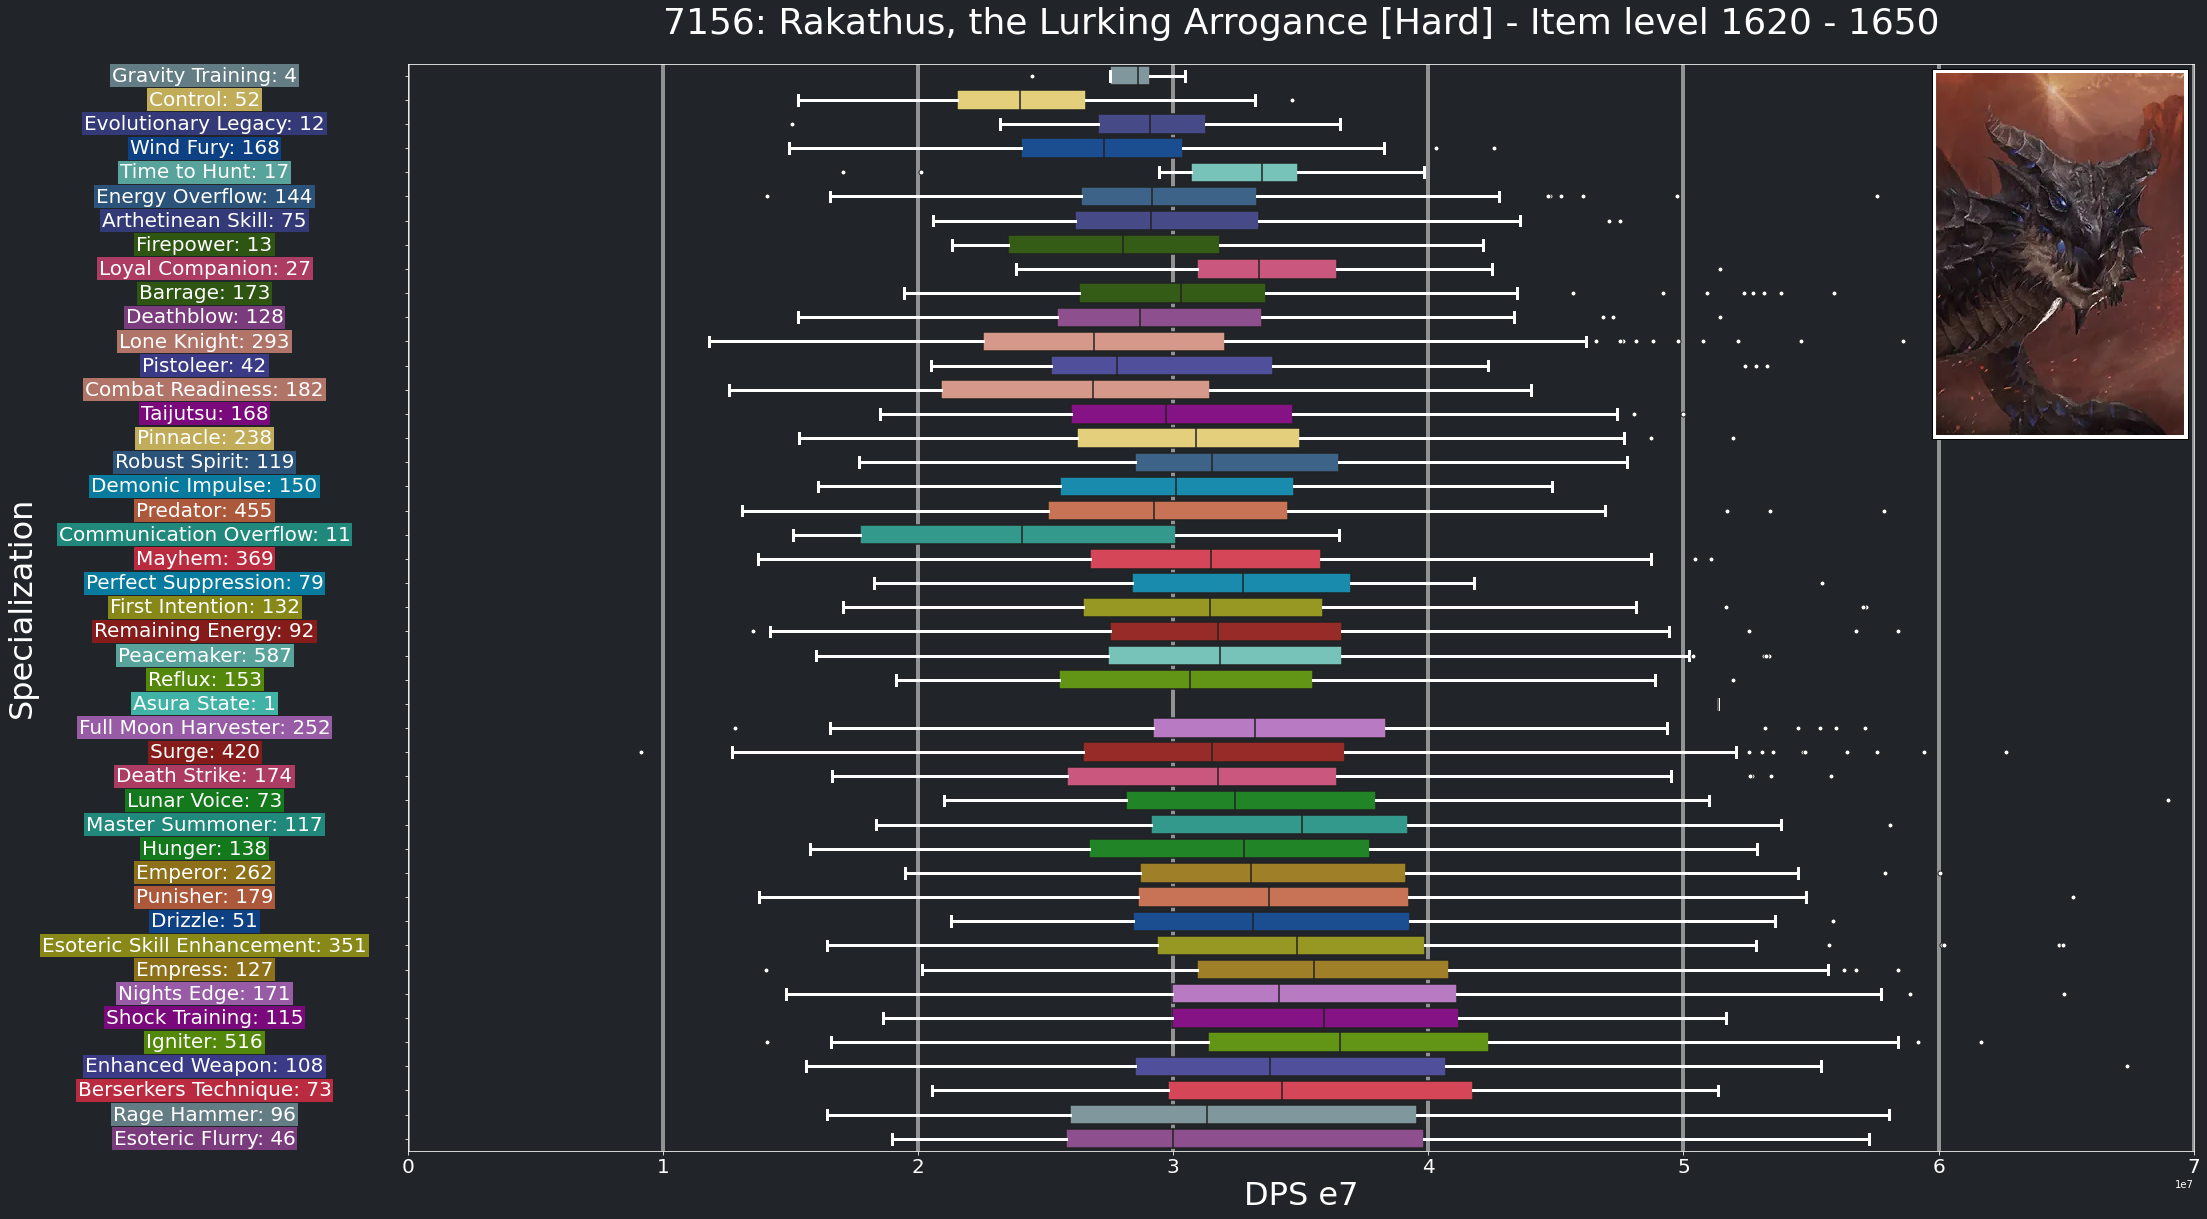 7156: Rakathus, the Lurking Arrogance [Hard] - Item level 1620 - 1650
Specialization
Gravity Training: 4
Control: 52
Evolutionary Legacy: 12
Wind Fury: 168
Time to Hunt: 17
Energy Overflow: 144
Arthetinean Skill: 75
Firepower: 13
Loyal Companion: 27
Barrage: 173
Deathblow: 128
Lone Knight: 293
Pistoleer: 42
Combat Readiness: 182
Taijutsu: 168
Pinnacle: 238
Robust Spirit: 119
Demonic Impulse: 150
Predator: 455
Communication Overflow: 11
Mayhem: 369
Perfect Suppression: 79
First Intention: 132
Remaining Energy: 92
Peacemaker: 587
Reflux: 153
Asura State: 1
Full Moon Harvester: 252
Surge: 420
Death Strike: 174
Lunar Voice: 73
Master Summoner: 117
Hunger: 138
Emperor: 262
Punisher: 179
Drizzle: 51
Esoteric Skill Enhancement: 351
Empress: 127
Nights Edge: 171
Shock Training: 115
Igniter: 516
Enhanced Weapon: 108
Berserkers Technique: 73
Rage Hammer: 96
Esoteric Flurry: 46
0 1 2 3 4 5 6 7
DPS e7
1e7